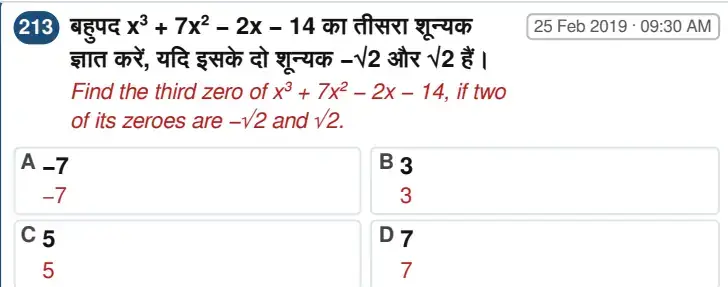 213 बहुपद x³ + 7x² – 2x – 14 का तीसरा शून्यक
25 Feb 2019 · 09:30 AM
ज्ञात करें, यदि इसके दो शून्यक –√2 और √2 हैं।
Find the third zero of x³ + 7x² – 2x – 14, if two
of its zeroes are –√2 and √2.
A –7
–7
B 3
3
C 5
5
D 7
7